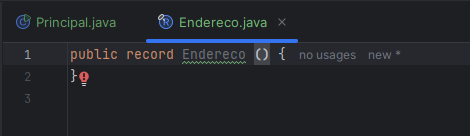 Principal.java
Endereco.java
1 public record Endereco () { no usages new *
2 }
3